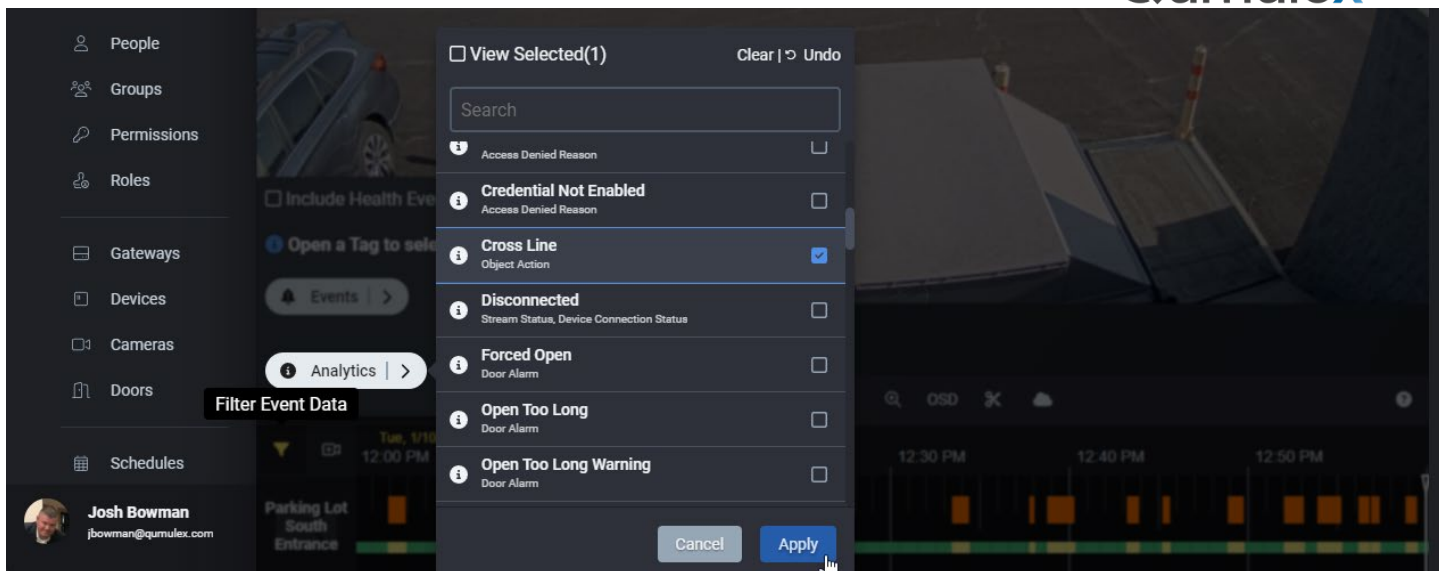 People
Groups
Permissions
Roles
Gateways
Devices
Cameras
Doors
Schedules
Josh Bowman
jbowman@qumulex.com
Include Health Eve
Open a Tag to sele
Events
Analytics
Filter Event Data
Tue, 1/10
12:00 PM
Parking Lot
South
Entrance
View Selected(1)
Clear | Undo
Search
Access Denied Reason
Credential Not Enabled
Access Denied Reason
Cross Line
Object Action
Disconnected
Stream Status, Device Connection Status
Forced Open
Door Alarm
Open Too Long
Door Alarm
Open Too Long Warning
Door Alarm
Cancel
Apply
OSD
12:30 PM
12:40 PM
12:50 PM